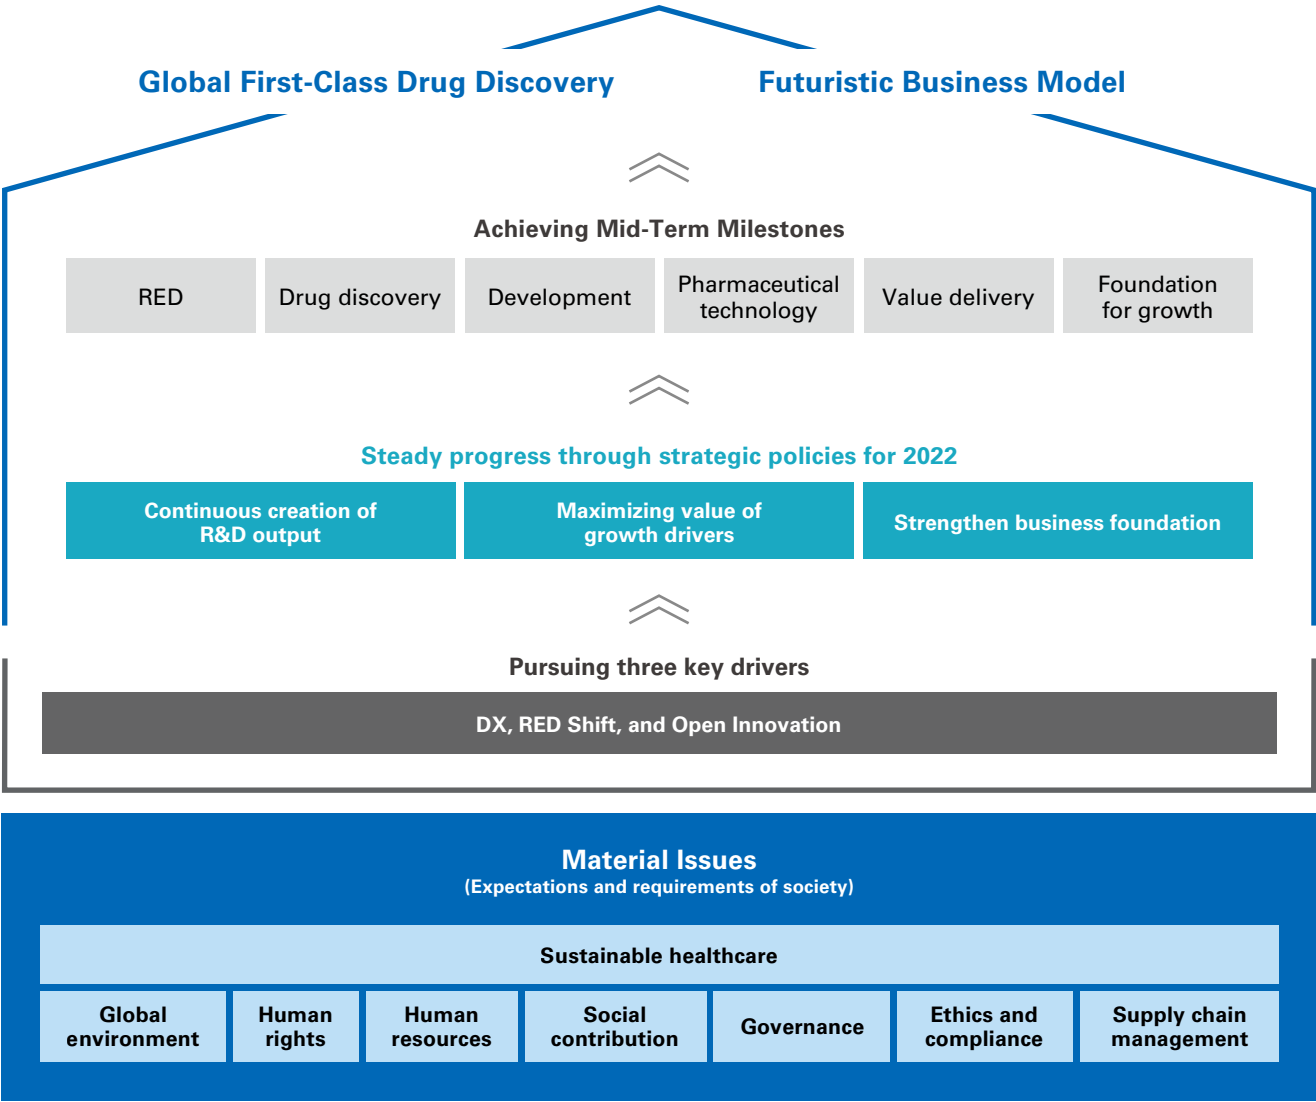 Global First-Class Drug Discovery
Futuristic Business Model
Achieving Mid-Term Milestones
RED
Drug discovery
Development
Pharmaceutical
technology
Value delivery
Foundation
for growth
Steady progress through strategic policies for 2022
Continuous creation of
R&D output
Maximizing value of
growth drivers
Strengthen business foundation
Pursuing three key drivers
DX, RED Shift, and Open Innovation
Material Issues
(Expectations and requirements of society)
Sustainable healthcare
Global
environment
Human
rights
Human
resources
Social
contribution
Governance
Ethics and
compliance
Supply chain
management